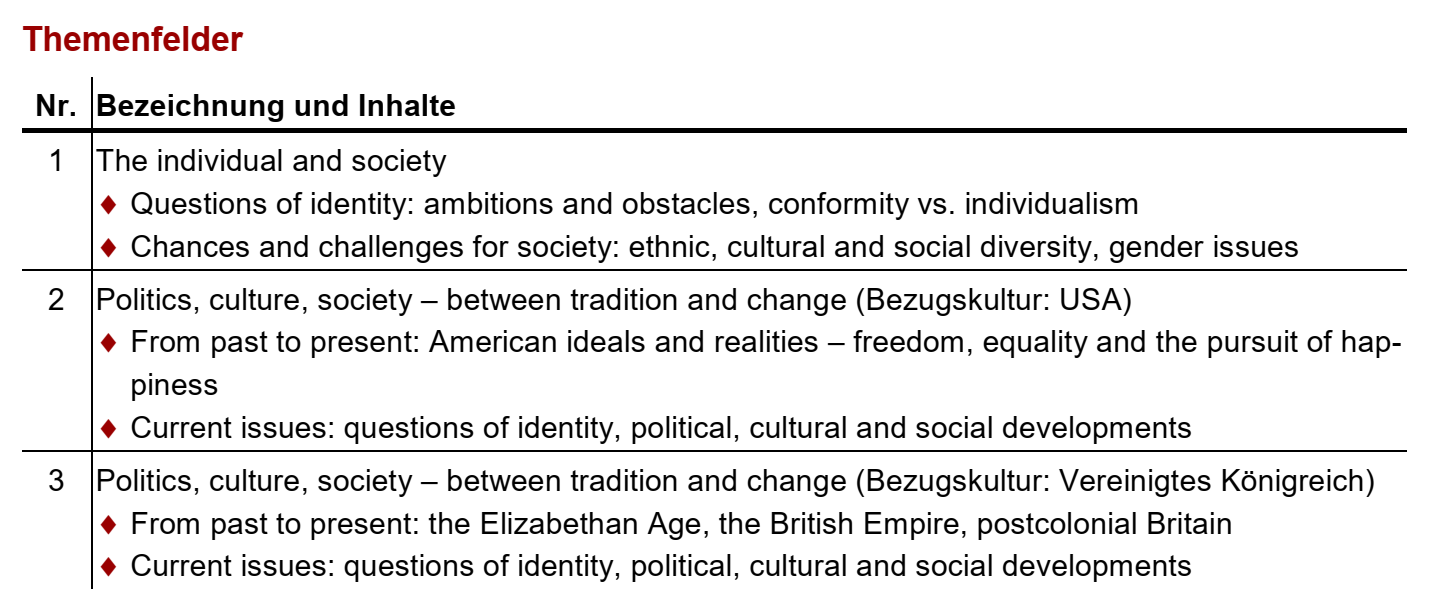 Themenfelder
Nr. Bezeichnung und Inhalte
1 The individual and society
♦ Questions of identity: ambitions and obstacles, conformity vs. individualism
♦ Chances and challenges for society: ethnic, cultural and social diversity, gender issues
2 Politics, culture, society – between tradition and change (Bezugskultur: USA)
♦ From past to present: American ideals and realities – freedom, equality and the pursuit of hap-
piness
♦ Current issues: questions of identity, political, cultural and social developments
3 Politics, culture, society – between tradition and change (Bezugskultur: Vereinigtes Königreich)
♦ From past to present: the Elizabethan Age, the British Empire, postcolonial Britain
♦ Current issues: questions of identity, political, cultural and social developments